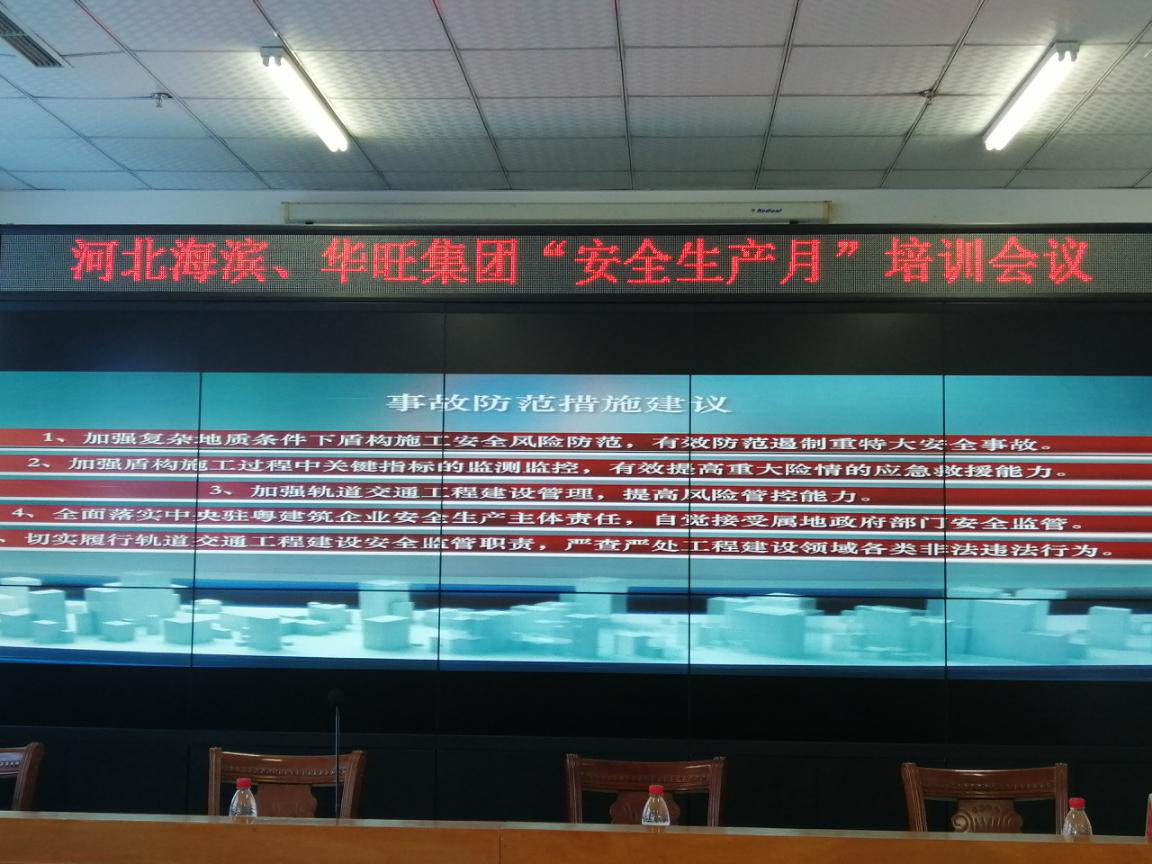 Redleaf
河北海滨、华旺集团“安全生产月”培训会议
事故防范措施建议
1、加强复杂地质条件下盾构施工安全风险防范，有效防范遏制重特大安全事故。
2、加强盾构施工过程中关键指标的监测监控，有效提高重大险情的应急救援能力。
3、加强轨道交通工程建设管理，提高风险管控能力。
4、全面落实中央驻粤建筑企业安全生产主体责任，自觉接受属地政府部门安全监管。
、切实履行轨道交通工程建设安全监管职责，严查严处工程建设领域各类非法违法行为。